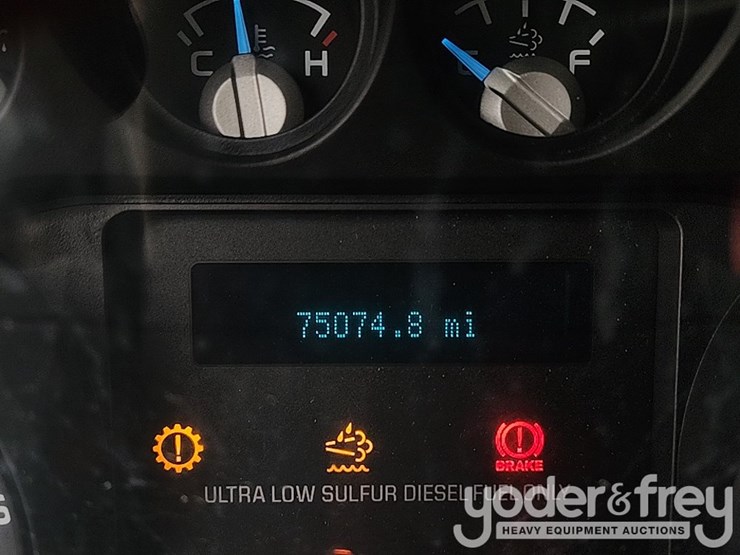 C H
E F
75074.8 mi
BRAKE
ULTRA LOW SULFUR DIESEL FUEL ONLY
yoder&frey
HEAVY EQUIPMENT AUCTIONS